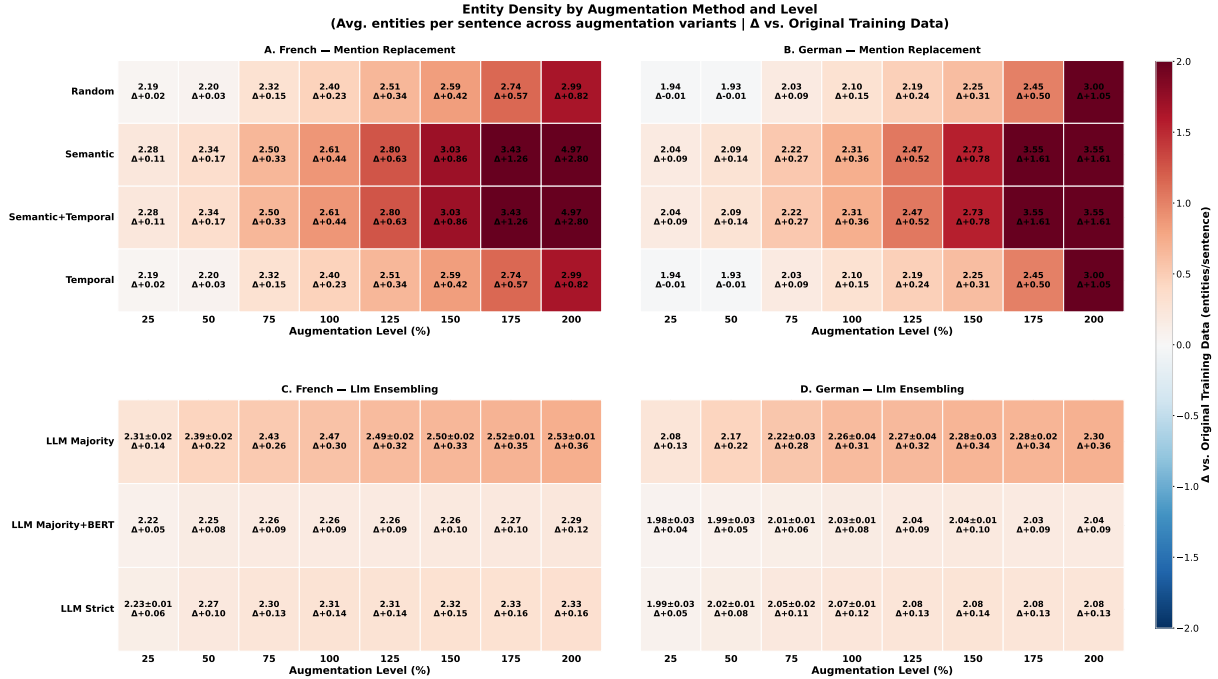 Entity Density by Augmentation Method and Level
(Avg. entities per sentence across augmentation variants | Δ vs. Original Training Data)
A. French — Mention Replacement
Random
2.19 2.20 2.32 2.40 2.51 2.59 2.74 2.99
Δ+0.02 Δ+0.03 Δ+0.15 Δ+0.23 Δ+0.34 Δ+0.42 Δ+0.57 Δ+0.82
Semantic
2.28 2.34 2.50 2.61 2.80 3.03 3.43 4.97
Δ+0.11 Δ+0.17 Δ+0.33 Δ+0.44 Δ+0.63 Δ+0.86 Δ+1.26 Δ+2.80
Semantic+Temporal
2.28 2.34 2.50 2.61 2.80 3.03 3.43 4.97
Δ+0.11 Δ+0.17 Δ+0.33 Δ+0.44 Δ+0.63 Δ+0.86 Δ+1.26 Δ+2.80
Temporal
2.19 2.20 2.32 2.40 2.51 2.59 2.74 2.99
Δ+0.02 Δ+0.03 Δ+0.15 Δ+0.23 Δ+0.34 Δ+0.42 Δ+0.57 Δ+0.82
25 50 75 100 125 150 175 200
Augmentation Level (%)
B. German — Mention Replacement
1.94 1.93 2.03 2.10 2.19 2.25 2.45 3.00
Δ-0.01 Δ-0.01 Δ+0.09 Δ+0.15 Δ+0.24 Δ+0.31 Δ+0.50 Δ+1.05
2.04 2.09 2.22 2.31 2.47 2.73 3.55 3.55
Δ+0.09 Δ+0.14 Δ+0.27 Δ+0.36 Δ+0.52 Δ+0.78 Δ+1.61 Δ+1.61
2.04 2.09 2.22 2.31 2.47 2.73 3.55 3.55
Δ+0.09 Δ+0.14 Δ+0.27 Δ+0.36 Δ+0.52 Δ+0.78 Δ+1.61 Δ+1.61
1.94 1.93 2.03 2.10 2.19 2.25 2.45 3.00
Δ-0.01 Δ-0.01 Δ+0.09 Δ+0.15 Δ+0.24 Δ+0.31 Δ+0.50 Δ+1.05
25 50 75 100 125 150 175 200
Augmentation Level (%)
C. French — Llm Ensembling
LLM Majority
2.31±0.02 2.39±0.02 2.43 2.47 2.49±0.02 2.50±0.02 2.52±0.01 2.53±0.01
Δ+0.14 Δ+0.22 Δ+0.26 Δ+0.30 Δ+0.32 Δ+0.33 Δ+0.35 Δ+0.36
LLM Majority+BERT
2.22 2.25 2.26 2.26 2.26 2.26 2.27 2.29
Δ+0.05 Δ+0.08 Δ+0.09 Δ+0.09 Δ+0.09 Δ+0.10 Δ+0.10 Δ+0.12
LLM Strict
2.23±0.01 2.27 2.30 2.31 2.31 2.32 2.33 2.33
Δ+0.06 Δ+0.10 Δ+0.13 Δ+0.14 Δ+0.14 Δ+0.15 Δ+0.16 Δ+0.16
25 50 75 100 125 150 175 200
Augmentation Level (%)
D. German — Llm Ensembling
2.08 2.17 2.22±0.03 2.26±0.04 2.27±0.04 2.28±0.03 2.28±0.02 2.30
Δ+0.13 Δ+0.22 Δ+0.28 Δ+0.31 Δ+0.32 Δ+0.34 Δ+0.34 Δ+0.36
1.98±0.03 1.99±0.03 2.01±0.01 2.03±0.01 2.04 2.04±0.01 2.03 2.04
Δ+0.04 Δ+0.05 Δ+0.06 Δ+0.08 Δ+0.09 Δ+0.10 Δ+0.09 Δ+0.09
1.99±0.03 2.02±0.01 2.05±0.02 2.07±0.01 2.08 2.08 2.08 2.08
Δ+0.05 Δ+0.08 Δ+0.11 Δ+0.12 Δ+0.13 Δ+0.14 Δ+0.13 Δ+0.13
25 50 75 100 125 150 175 200
Augmentation Level (%)
2.0
1.5
1.0
0.5
0.0
−0.5
−1.0
−1.5
−2.0
Δ vs. Original Training Data (entities/sentence)